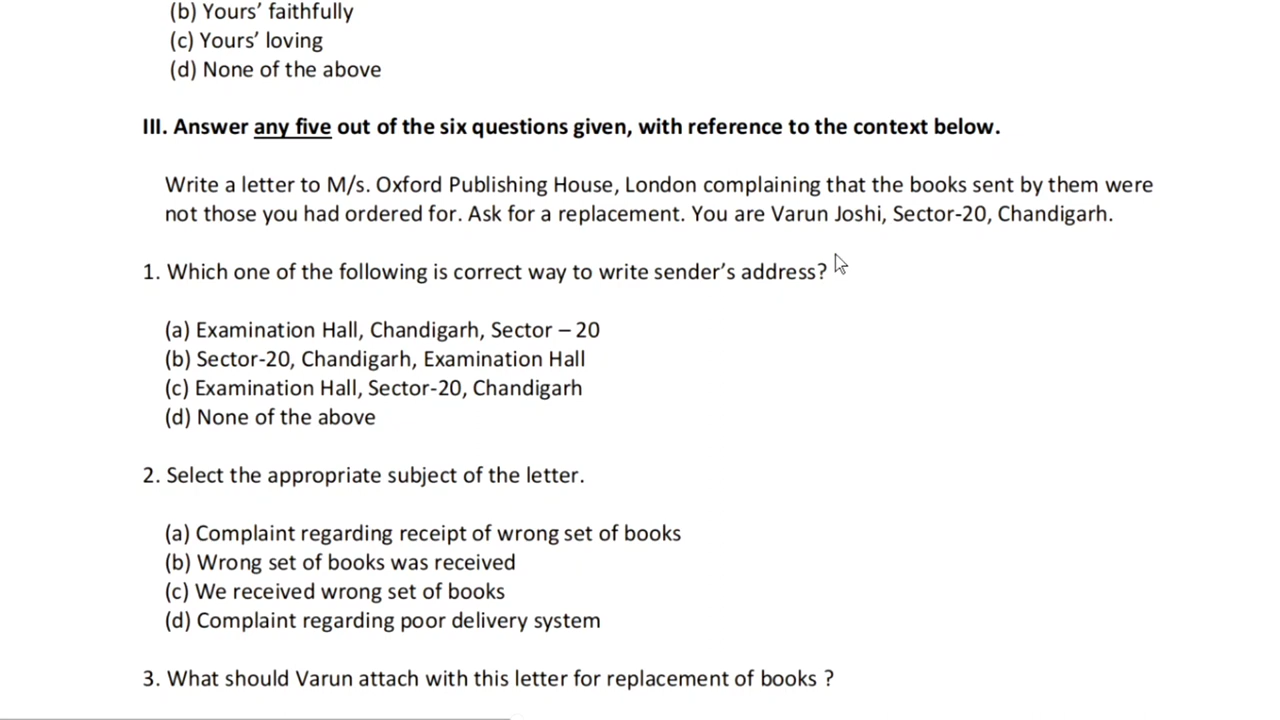 (b) Yours’ faithfully
(c) Yours’ loving
(d) None of the above
III. Answer any five out of the six questions given, with reference to the context below.
Write a letter to M/s. Oxford Publishing House, London complaining that the books sent by them were
not those you had ordered for. Ask for a replacement. You are Varun Joshi, Sector-20, Chandigarh.
1. Which one of the following is correct way to write sender’s address?
(a) Examination Hall, Chandigarh, Sector – 20
(b) Sector-20, Chandigarh, Examination Hall
(c) Examination Hall, Sector-20, Chandigarh
(d) None of the above
2. Select the appropriate subject of the letter.
(a) Complaint regarding receipt of wrong set of books
(b) Wrong set of books was received
(c) We received wrong set of books
(d) Complaint regarding poor delivery system
3. What should Varun attach with this letter for replacement of books ?